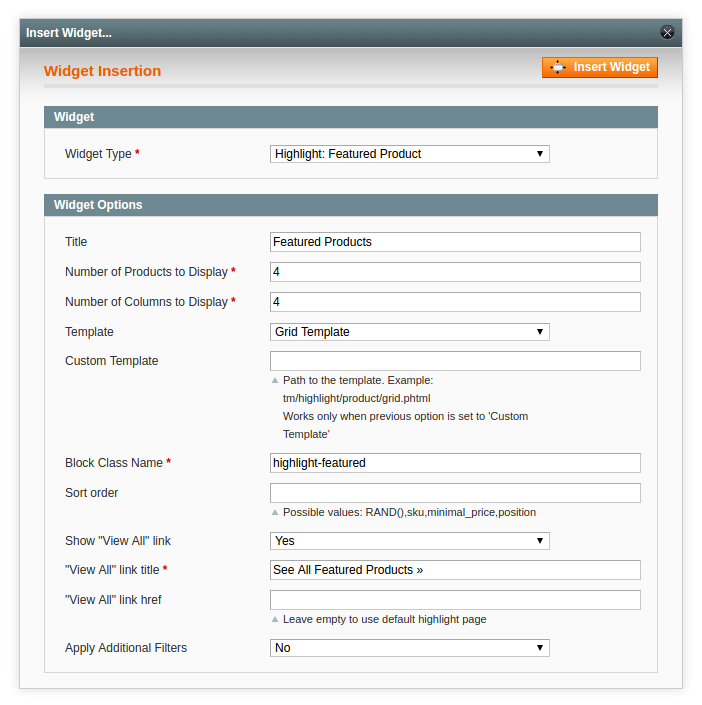 Insert Widget...
Widget Insertion
Insert Widget
Widget
Widget Type *
Highlight: Featured Product
Widget Options
Title
Featured Products
Number of Products to Display *
4
Number of Columns to Display *
4
Template
Grid Template
Custom Template
Path to the template. Example:
tm/highlight/product/grid.phtml
Works only when previous option is set to 'Custom
Template'
Block Class Name *
highlight-featured
Sort order
Possible values: RAND(),sku,minimal_price,position
Show "View All" link
Yes
"View All" link title *
See All Featured Products »
"View All" link href
Leave empty to use default highlight page
Apply Additional Filters
No